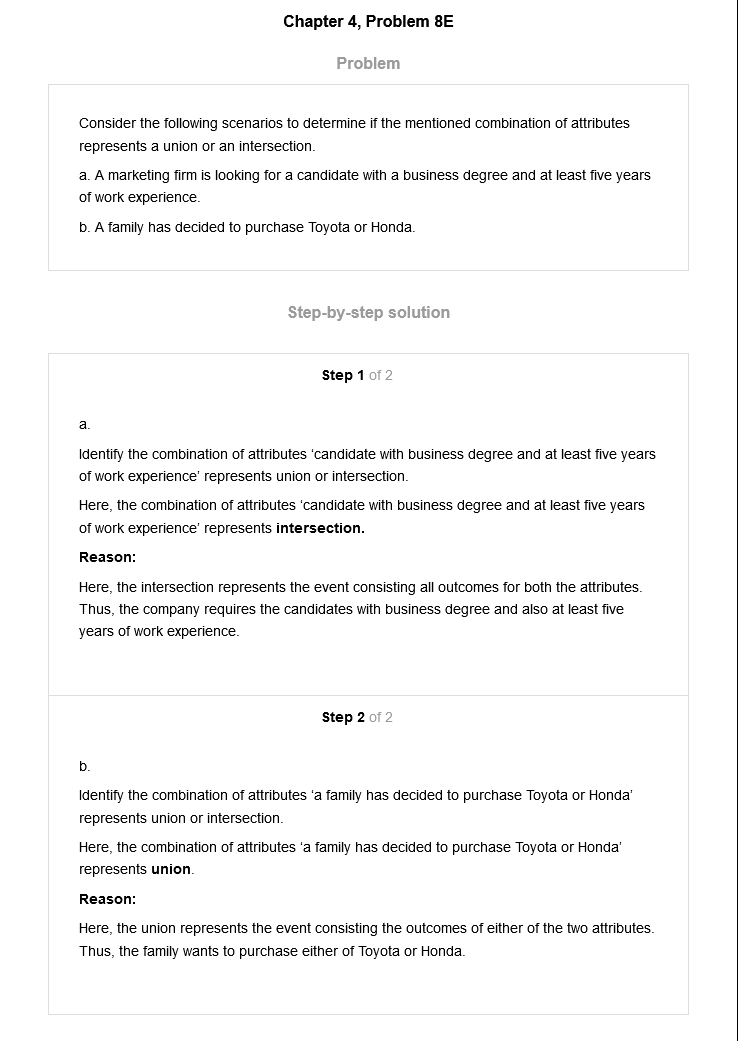 Chapter 4, Problem 8E
Problem
Consider the following scenarios to determine if the mentioned combination of attributes
represents a union or an intersection.
a. A marketing firm is looking for a candidate with a business degree and at least five years
of work experience.
b. A family has decided to purchase Toyota or Honda.
Step-by-step solution
Step 1 of 2
a.
Identify the combination of attributes ‘candidate with business degree and at least five years
of work experience’ represents union or intersection.
Here, the combination of attributes ‘candidate with business degree and at least five years
of work experience’ represents intersection.
Reason:
Here, the intersection represents the event consisting all outcomes for both the attributes.
Thus, the company requires the candidates with business degree and also at least five
years of work experience.
Step 2 of 2
b.
Identify the combination of attributes ‘a family has decided to purchase Toyota or Honda’
represents union or intersection.
Here, the combination of attributes ‘a family has decided to purchase Toyota or Honda’
represents union.
Reason:
Here, the union represents the event consisting the outcomes of either of the two attributes.
Thus, the family wants to purchase either of Toyota or Honda.